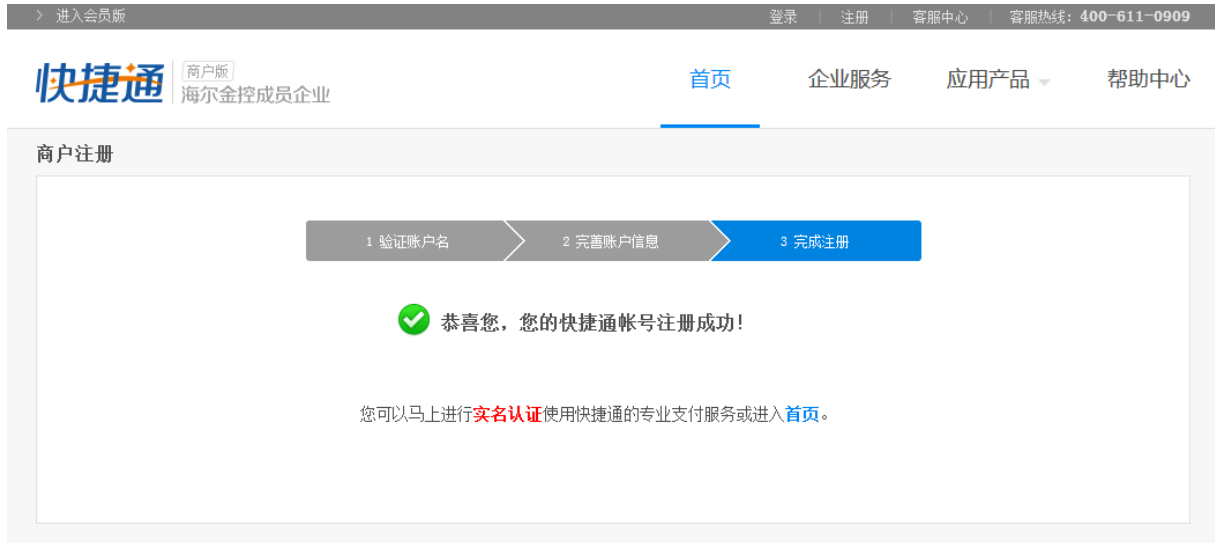 > 进入会员版 登录 | 注册 | 客服中心 | 客服热线：400-611-0909
快捷通 商户版 海尔金控成员企业 首页 企业服务 应用产品 帮助中心
商户注册
1 验证账户名 2 完善账户信息 3 完成注册
恭喜您，您的快捷通帐号注册成功！
您可以马上进行实名认证使用快捷通的专业支付服务或进入首页。